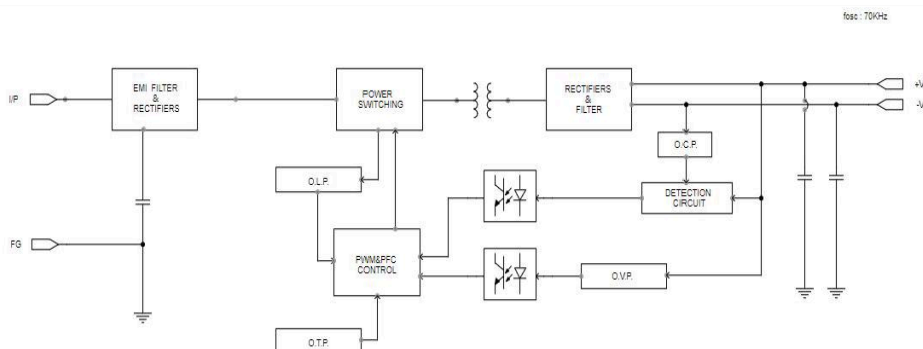 fosc : 70KHz
I/P
EMI FILTER
&
RECTIFIERS
POWER
SWITCHING
RECTIFIERS
&
FILTER
+V
-V
O.C.P.
O.L.P.
DETECTION
CIRCUIT
FG
PWM&PFC
CONTROL
O.V.P.
O.T.P.